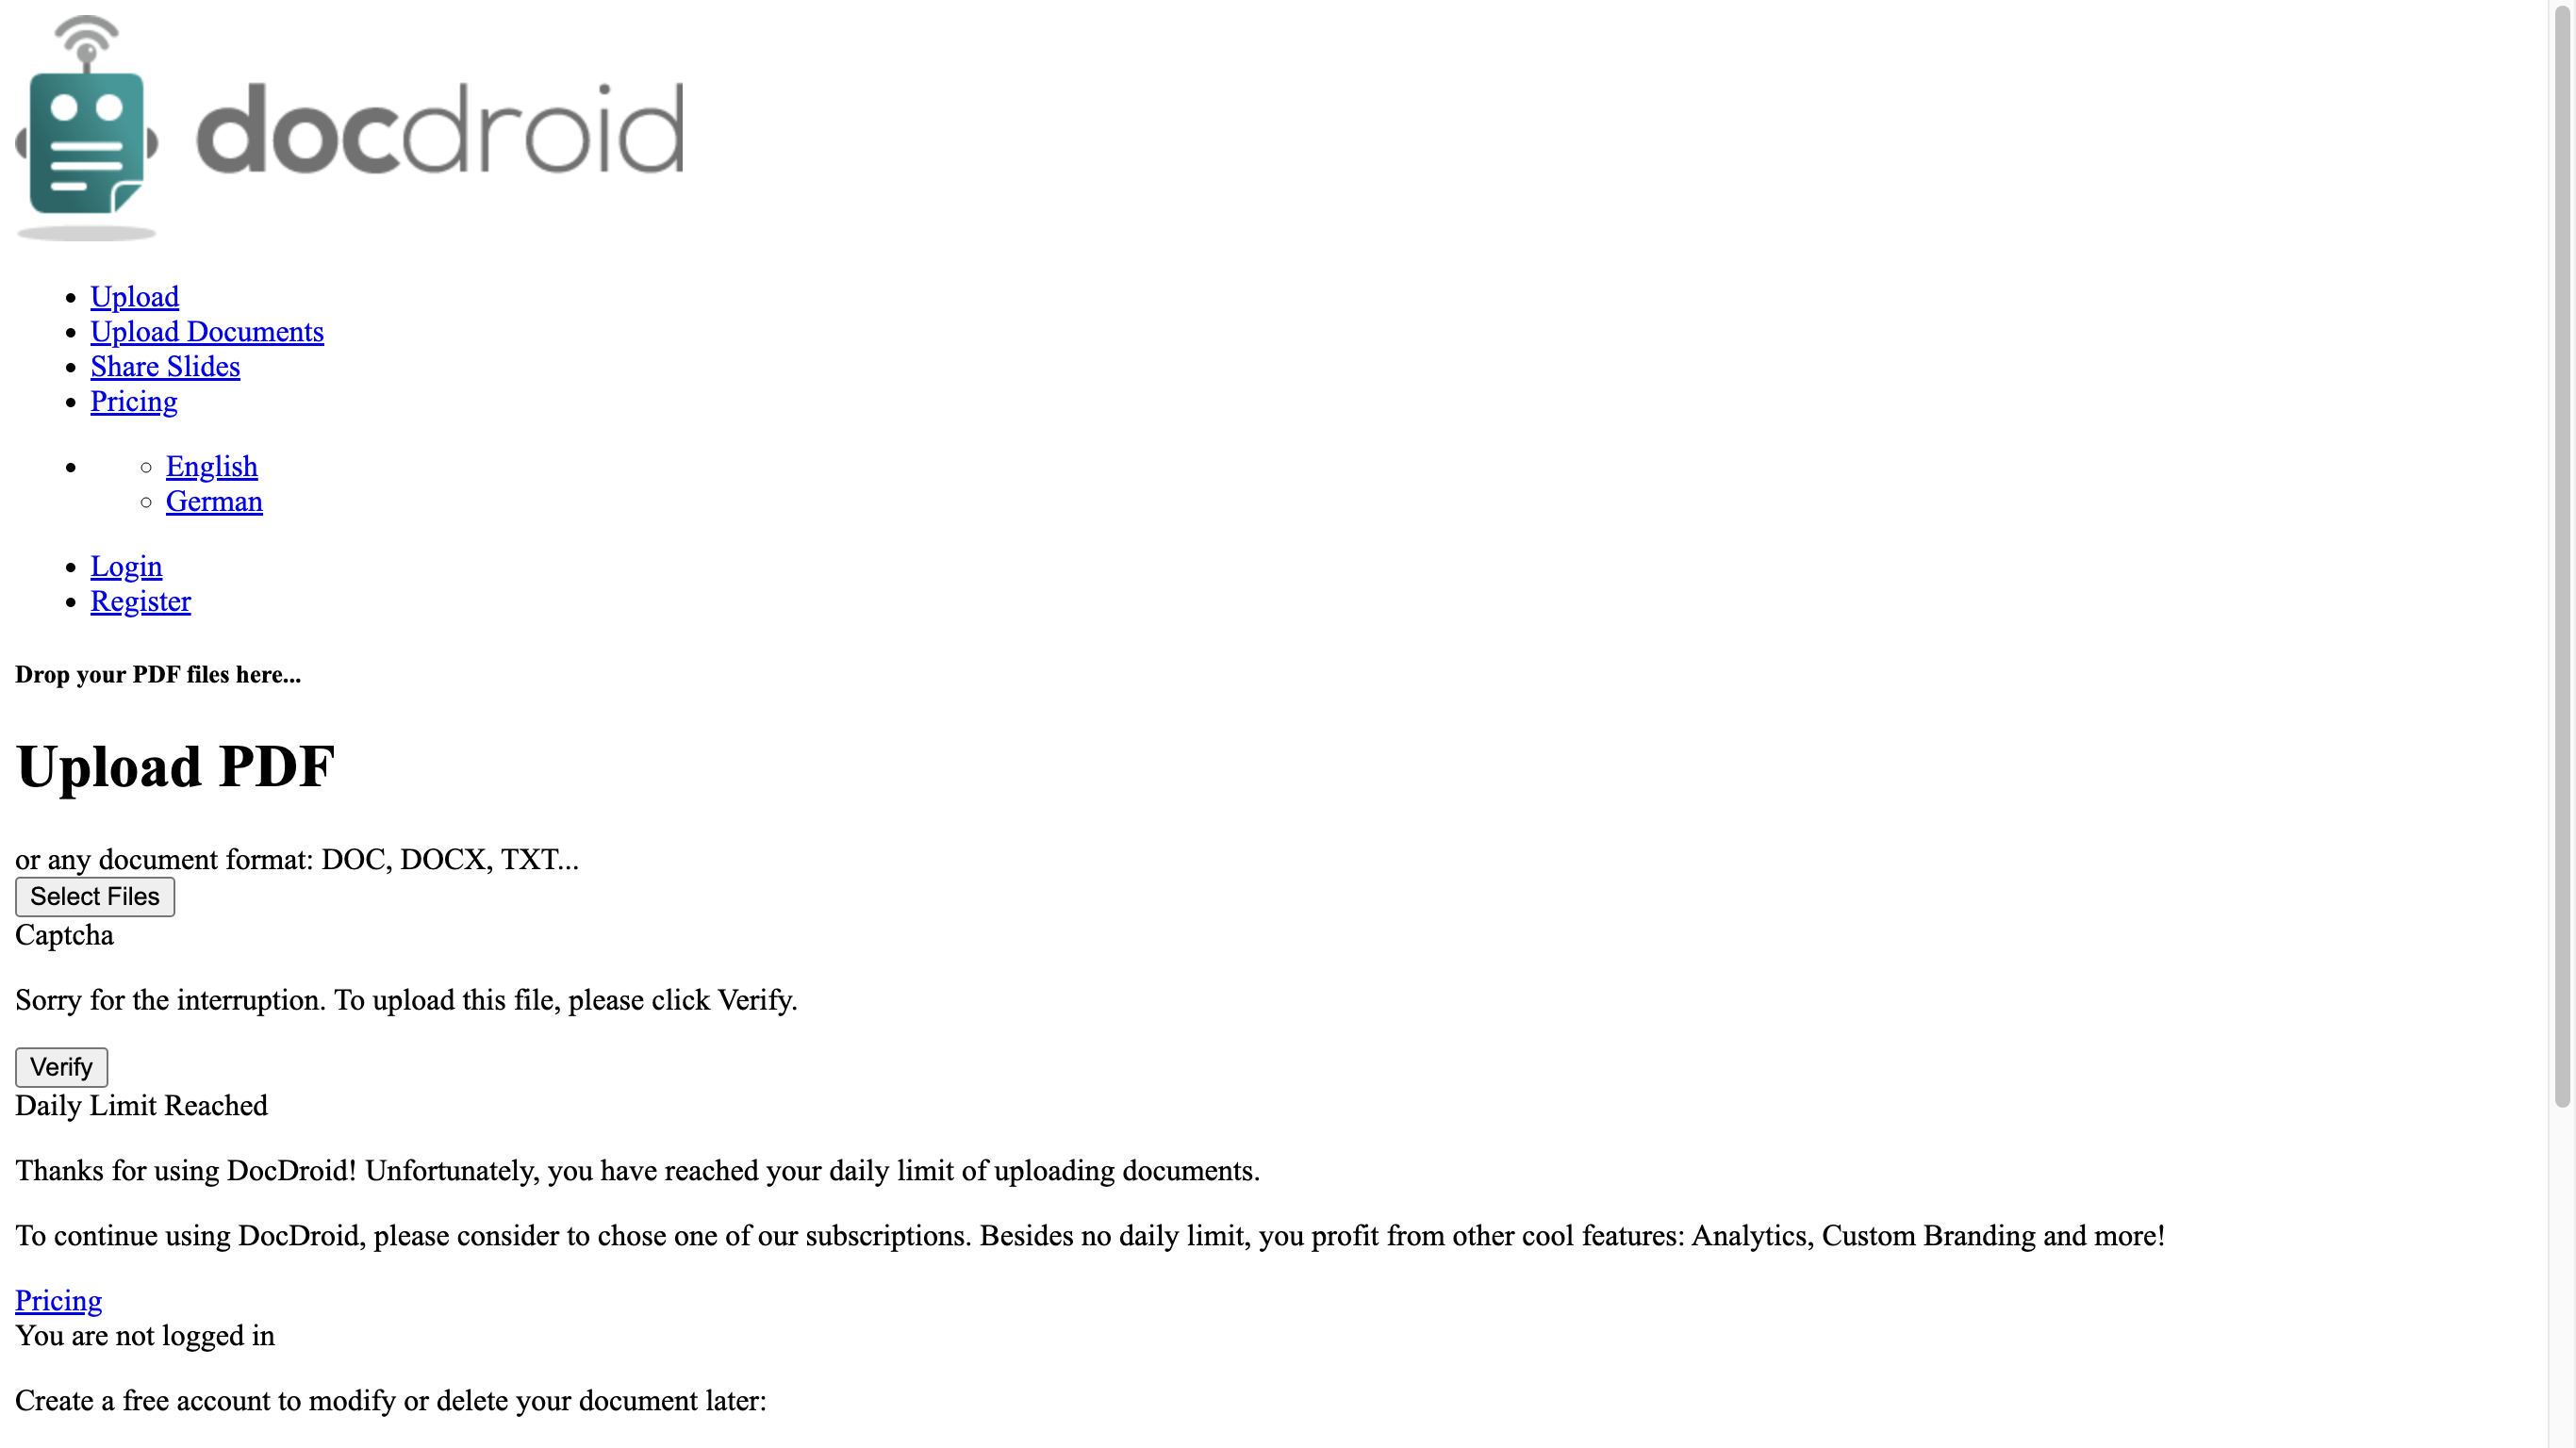 docdroid
Upload
Upload Documents
Share Slides
Pricing
English
German
Login
Register
Drop your PDF files here...
Upload PDF
or any document format: DOC, DOCX, TXT...
Select Files
Captcha
Sorry for the interruption. To upload this file, please click Verify.
Verify
Daily Limit Reached
Thanks for using DocDroid! Unfortunately, you have reached your daily limit of uploading documents.
To continue using DocDroid, please consider to chose one of our subscriptions. Besides no daily limit, you profit from other cool features: Analytics, Custom Branding and more!
Pricing
You are not logged in
Create a free account to modify or delete your document later: